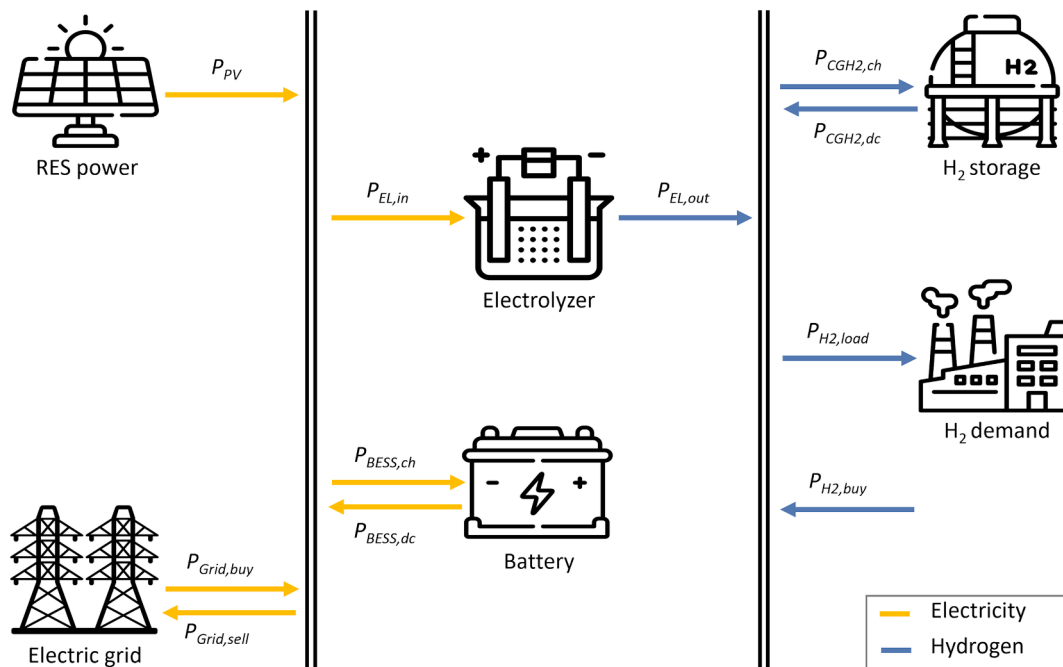 P_PV
RES power
P_EL,in
+ −
Electrolyzer
P_EL,out
P_CGH2,ch
H2
P_CGH2,dc
H₂ storage
P_H2,load
H₂ demand
P_H2,buy
P_BESS,ch
− +
P_BESS,dc
Battery
P_Grid,buy
P_Grid,sell
Electric grid
Electricity
Hydrogen